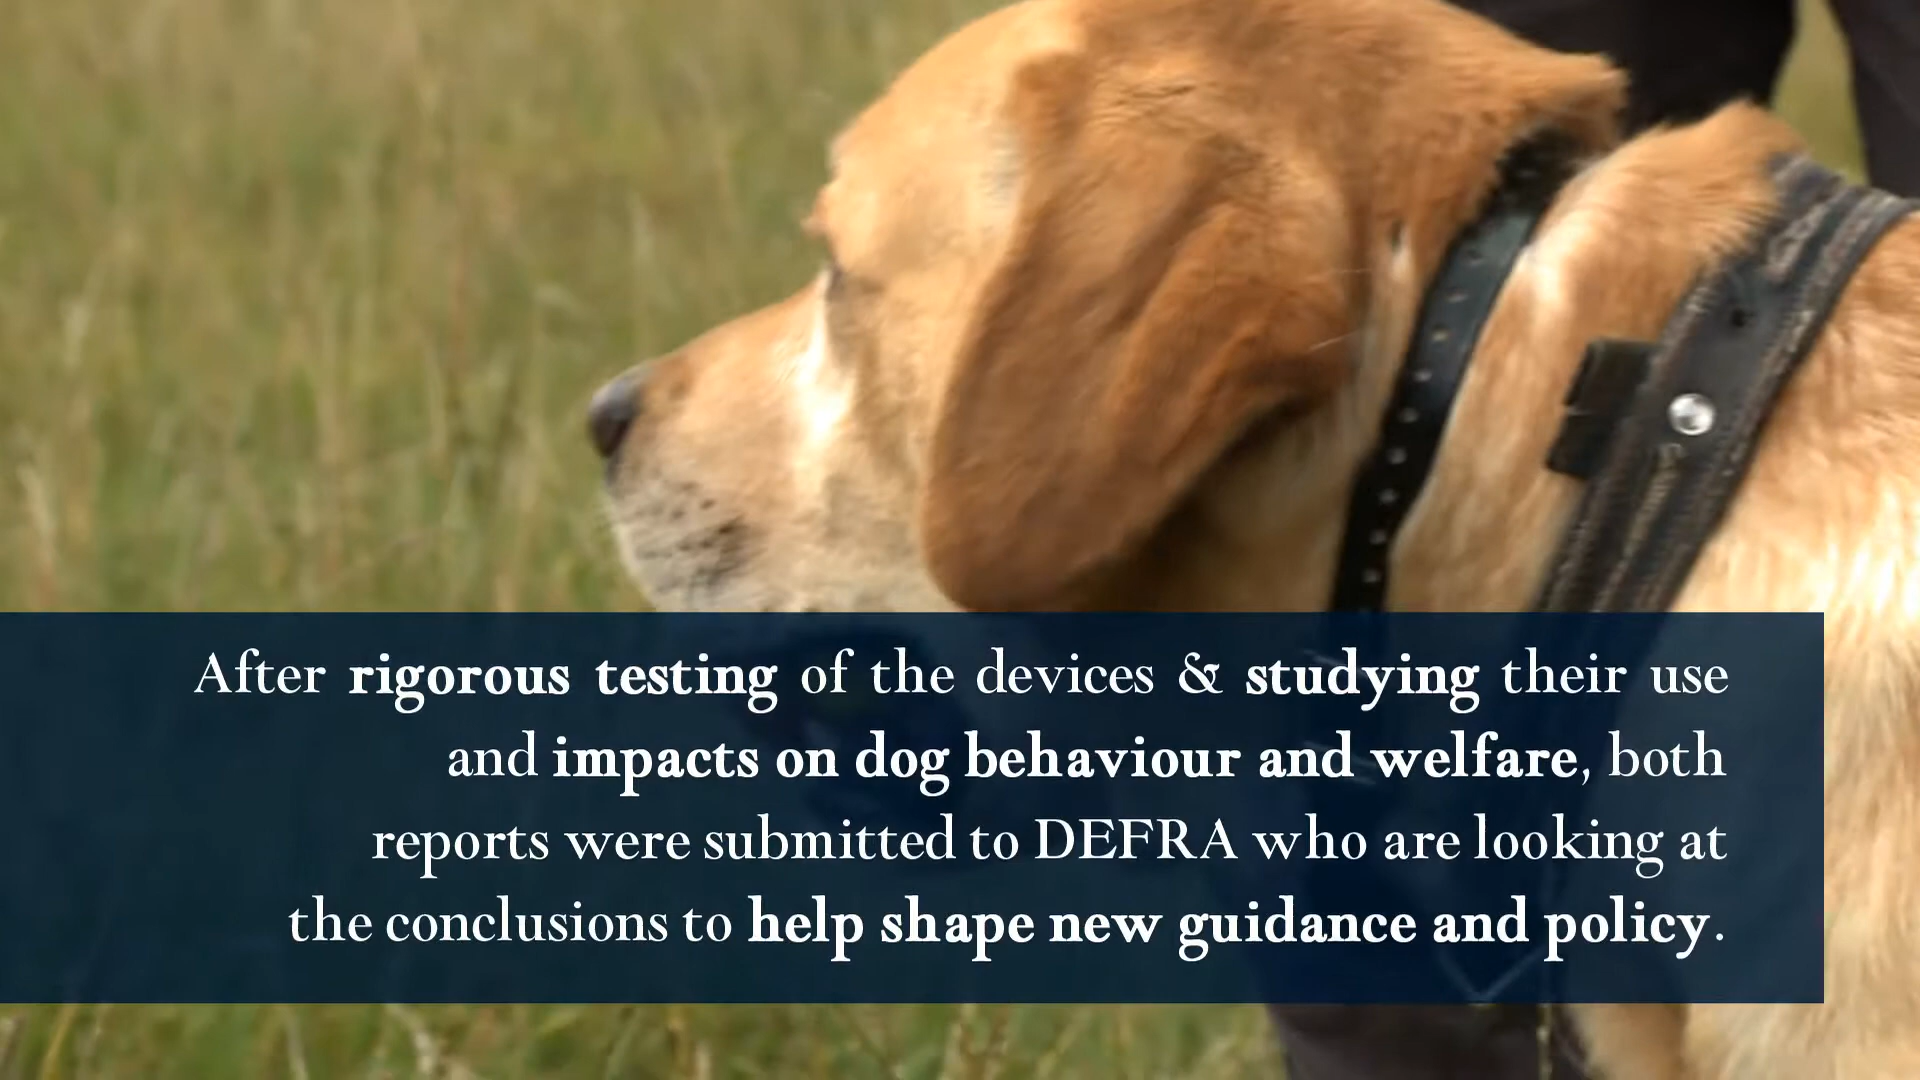 After rigorous testing of the devices & studying their use
and impacts on dog behaviour and welfare, both
reports were submitted to DEFRA who are looking at
the conclusions to help shape new guidance and policy.